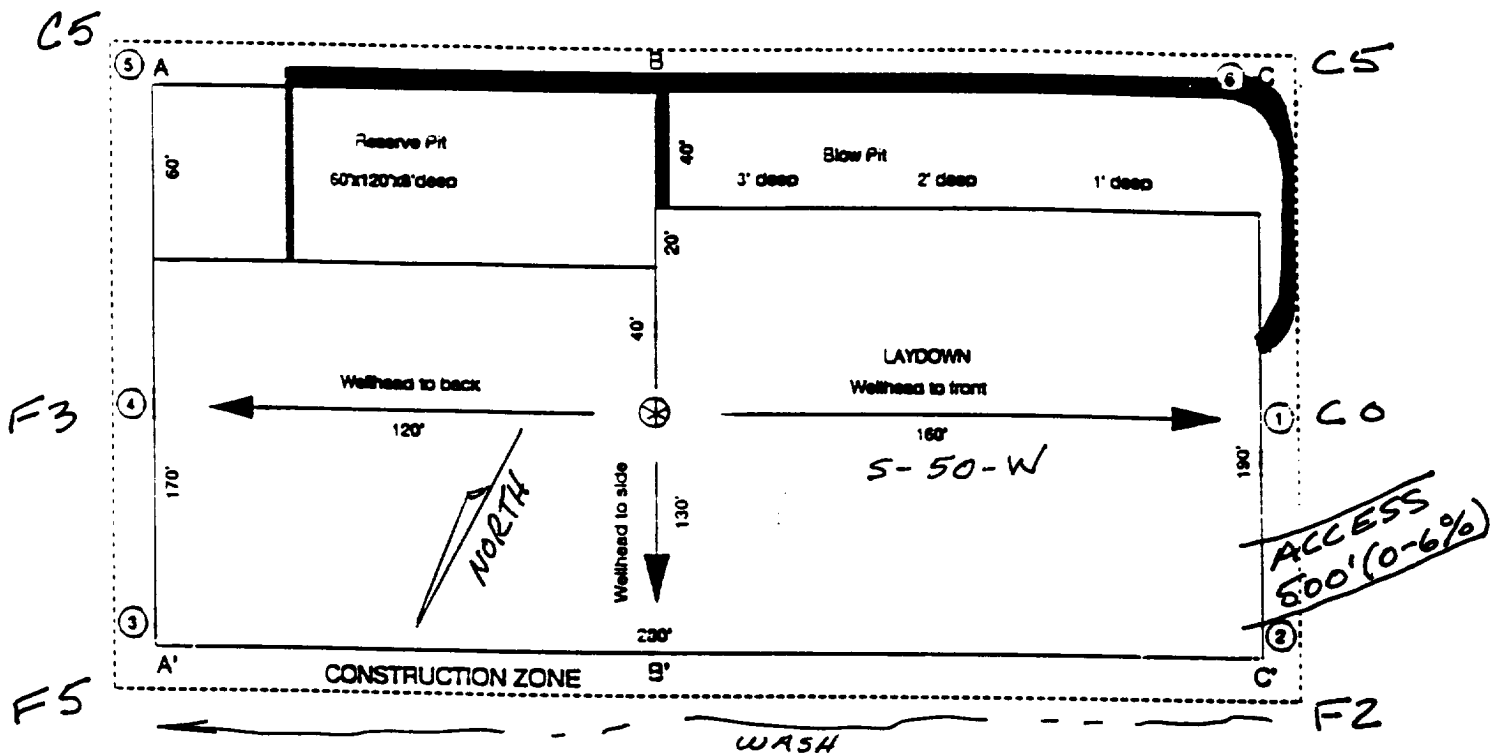 C5
5 A
B
6 C
C5
60'
Reserve Pit
60'x120'x8'deep
40'
Blow Pit
3' deep
2' deep
1' deep
20'
40'
LAYDOWN
F3
4
Wellhead to back
120'
Wellhead to front
160'
1
C0
S-50-W
170'
NORTH
Wellhead to side
130'
190'
ACCESS
500' (0-6%)
3
2
A'
CONSTRUCTION ZONE
B'
C'
F5
F2
WASH